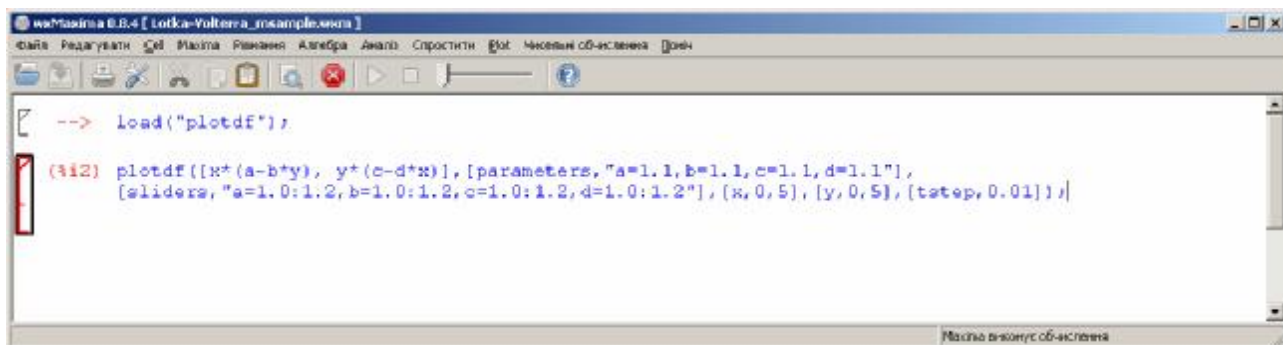 wxMaxima 0.8.4 [ Lotka-Volterra_msample.wxm ]
Файл Редагувати Cell Maxima Рівняння Алгебра Аналіз Спростити Plot Чисельні обчислення Поміч
--> load("plotdf");
(%i2) plotdf([x*(a-b*y), y*(c-d*x)],[parameters,"a=1.1,b=1.1,c=1.1,d=1.1"],
[sliders,"a=1.0:1.2,b=1.0:1.2,c=1.0:1.2,d=1.0:1.2"],[x,0,5],[y,0,5],[tstep,0.01]);
Maxima виконує обчислення